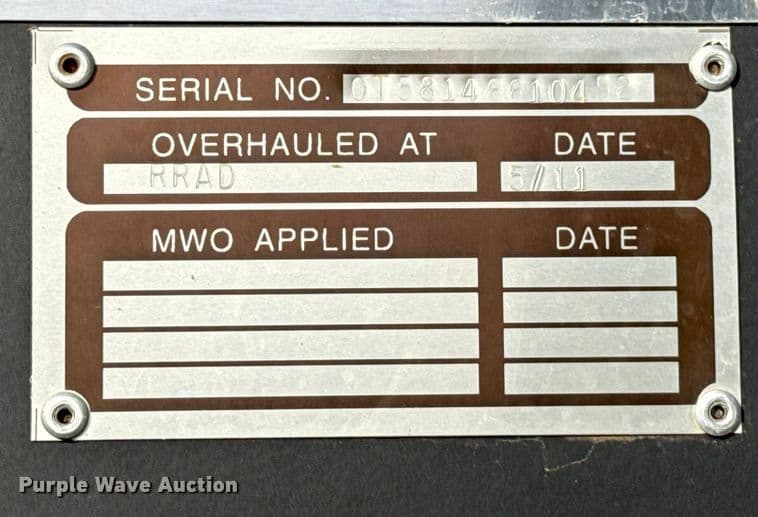 SERIAL NO.
OVERHAULED AT DATE
RRAD 5/11
MWO APPLIED DATE
Purple Wave Auction